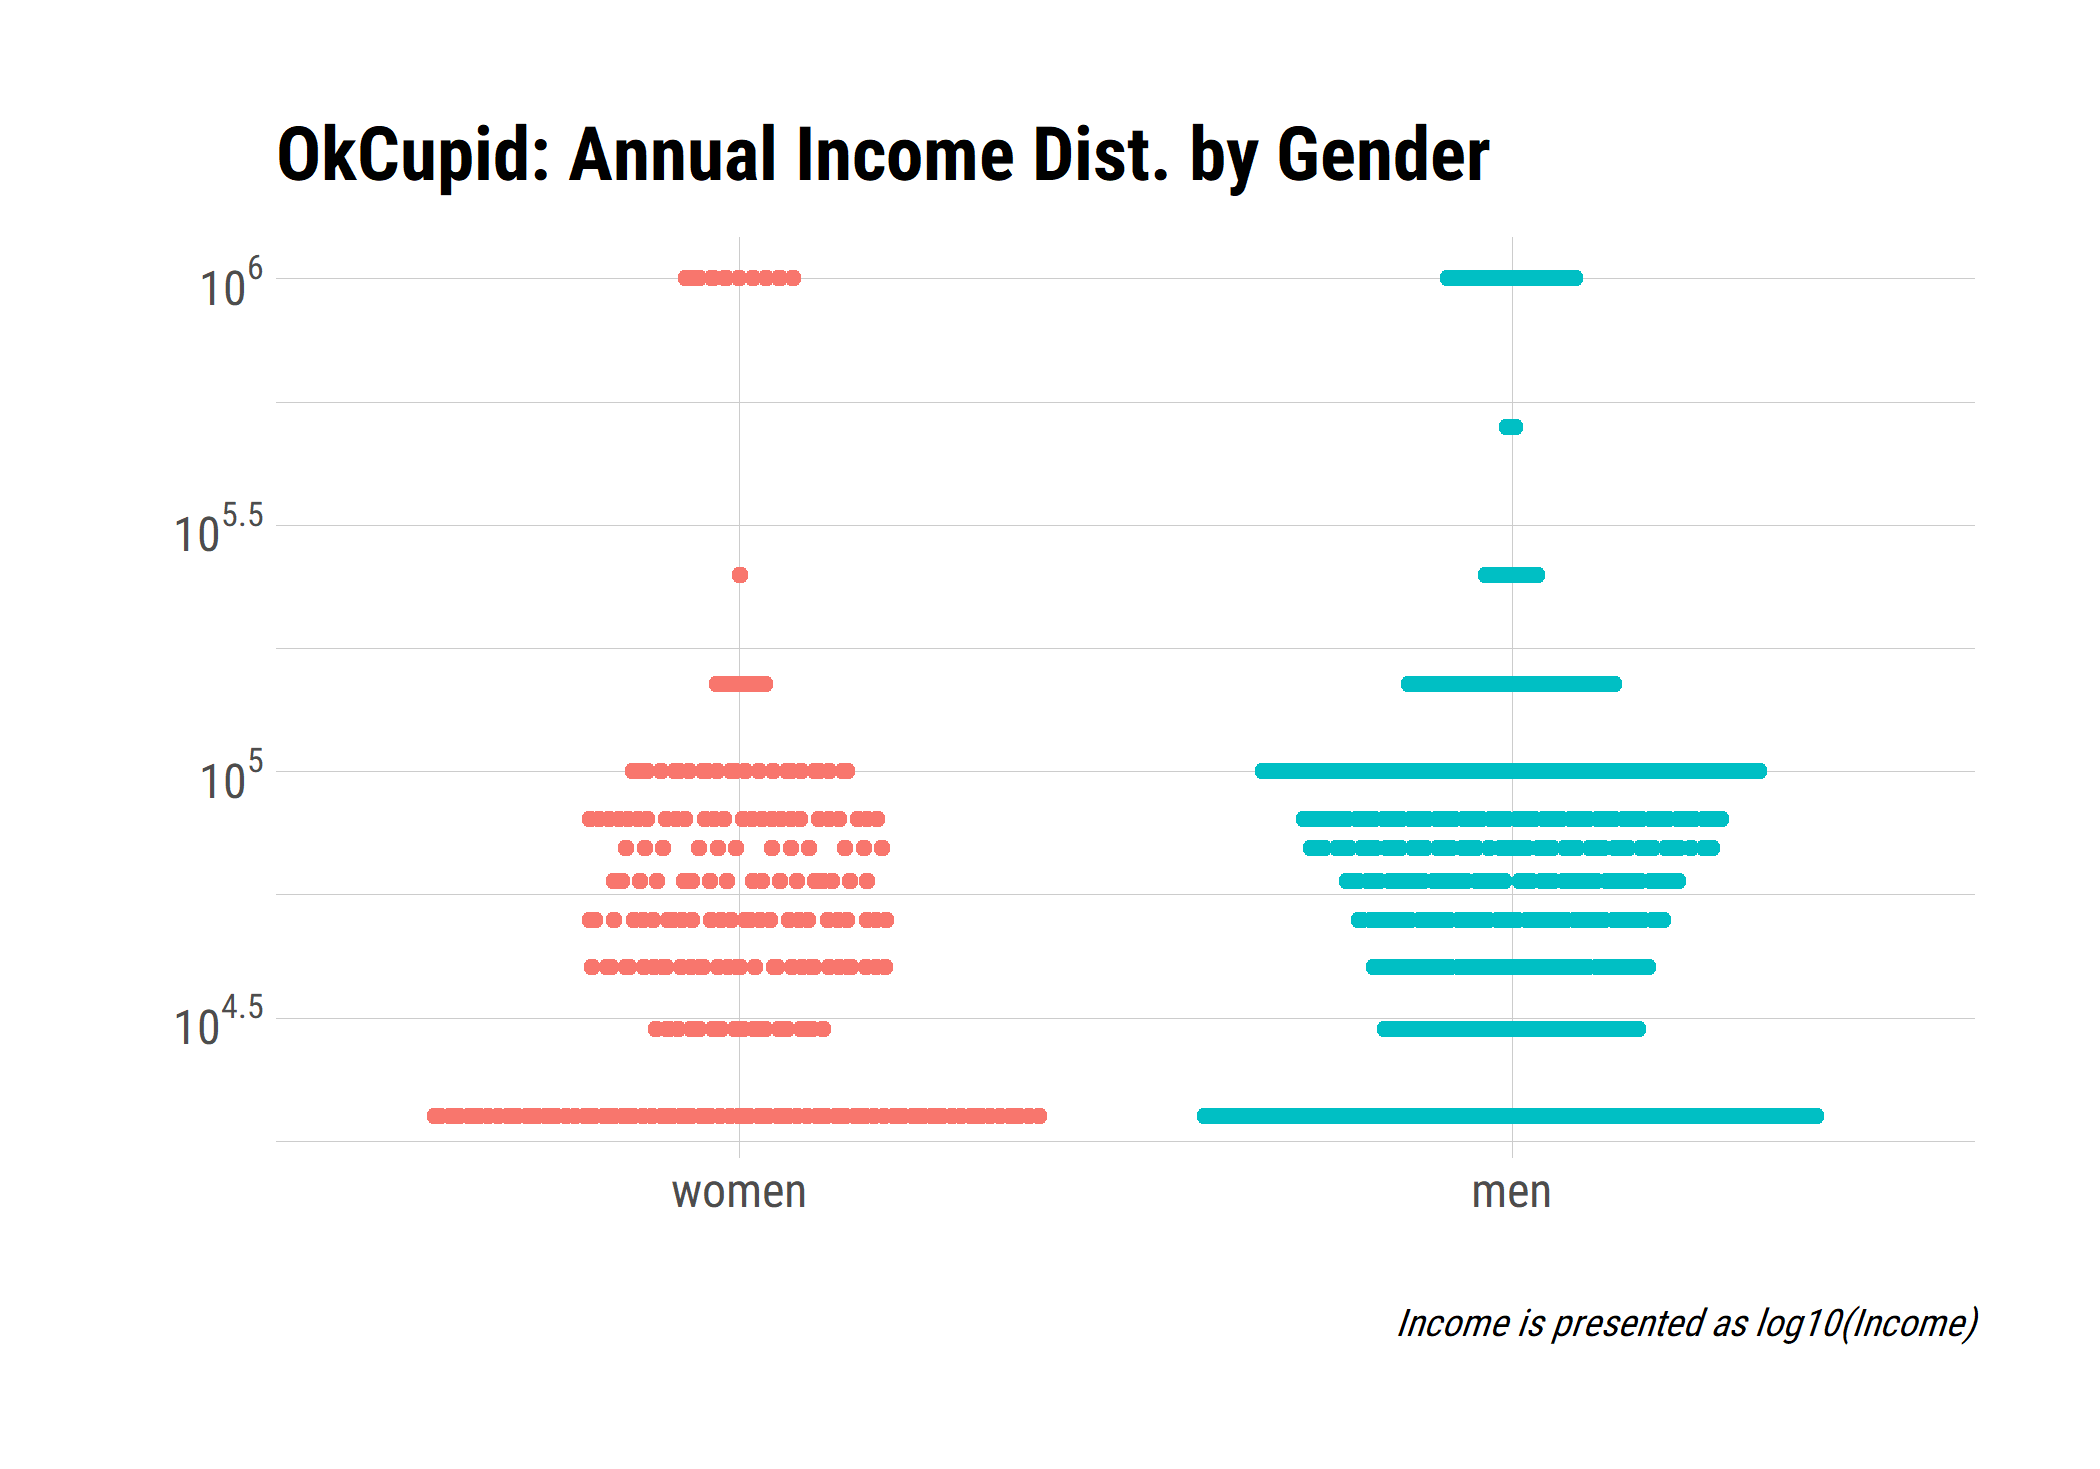 OkCupid: Annual Income Dist. by Gender
10^6
10^5.5
10^5
10^4.5
women men
Income is presented as log10(Income)